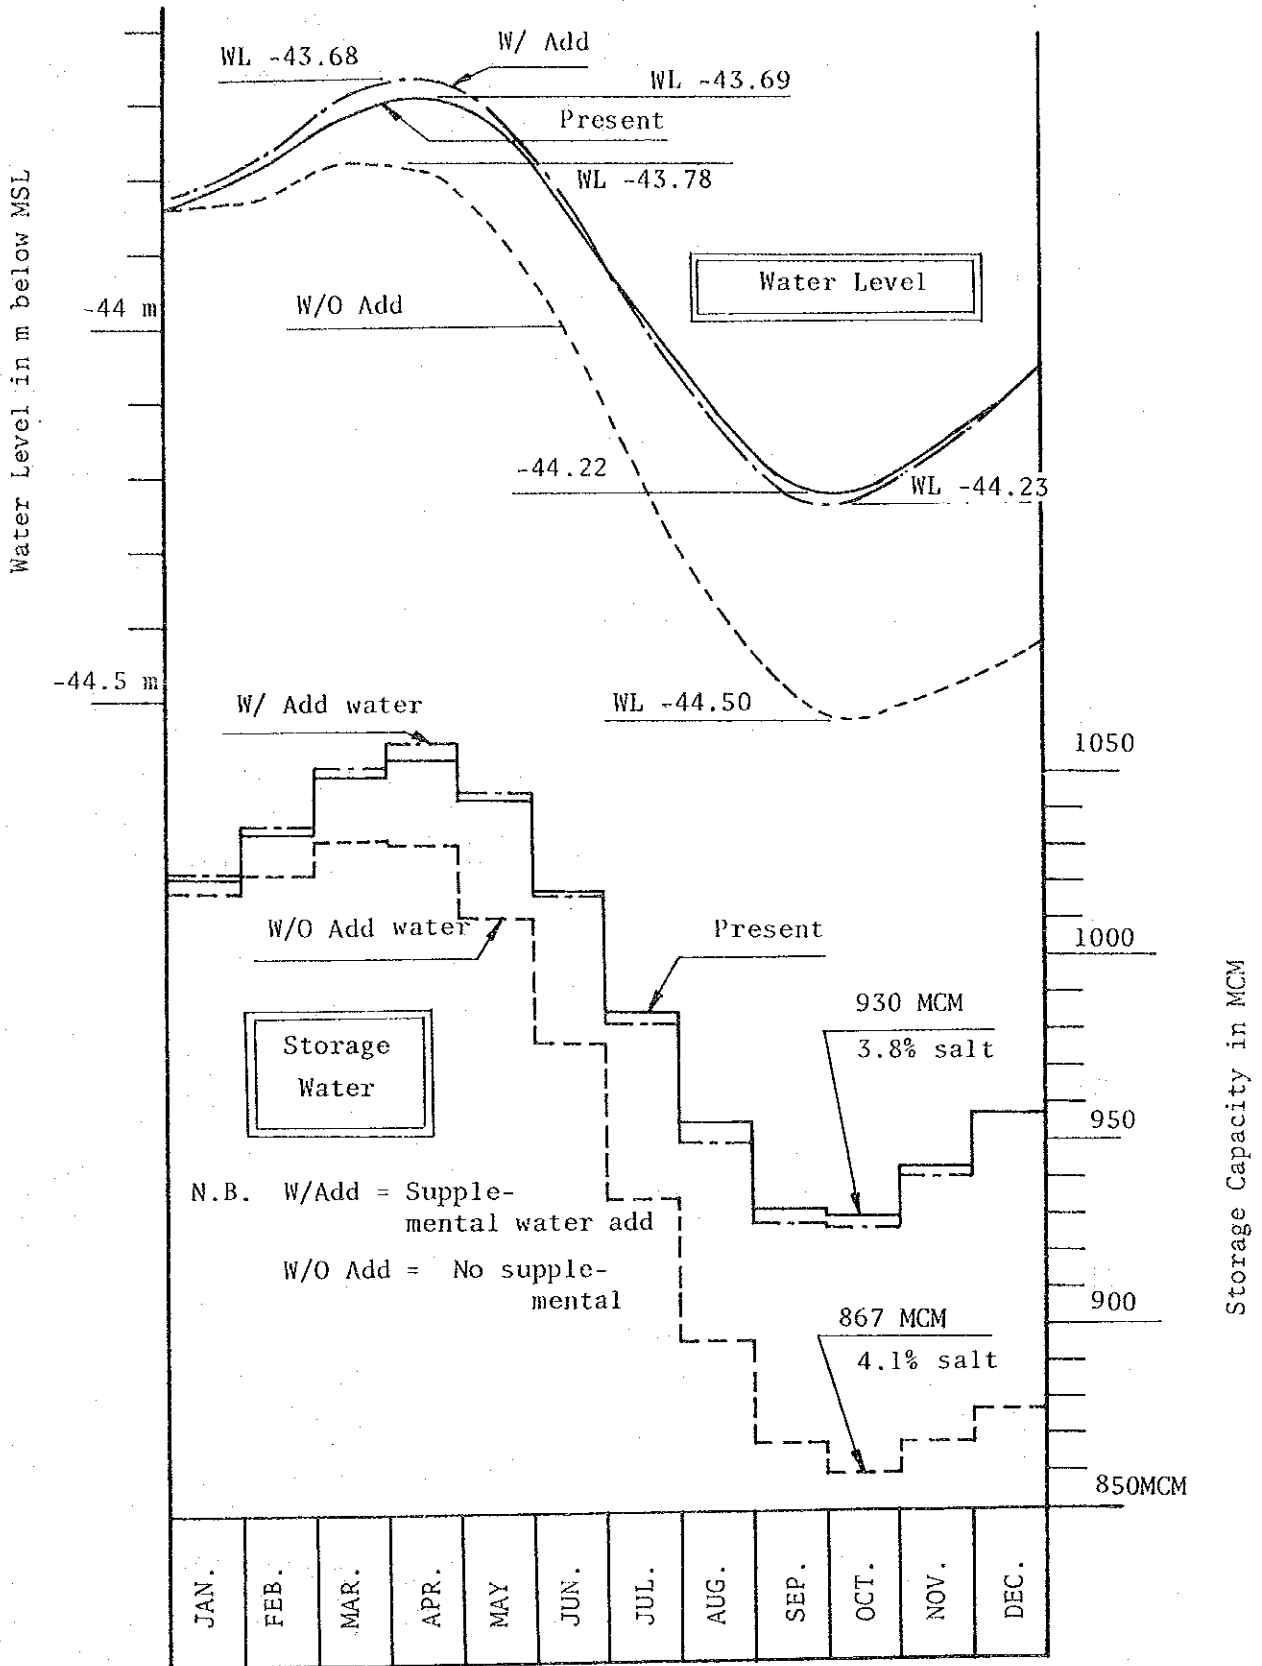 W/ Add
WL -43.68
WL -43.69
Present
WL -43.78
Water Level in m below MSL
Water Level
-44 m
W/O Add
-44.22
WL -44.23
-44.5 m
WL -44.50
W/ Add water
1050
W/O Add water
Present
1000
930 MCM
3.8% salt
Storage
Water
Storage Capacity in MCM
950
N.B. W/Add = Supple-
mental water add
W/O Add = No supple-
mental
900
867 MCM
4.1% salt
850MCM
JAN.
FEB.
MAR.
APR.
MAY
JUN.
JUL.
AUG.
SEP.
OCT.
NOV.
DEC.